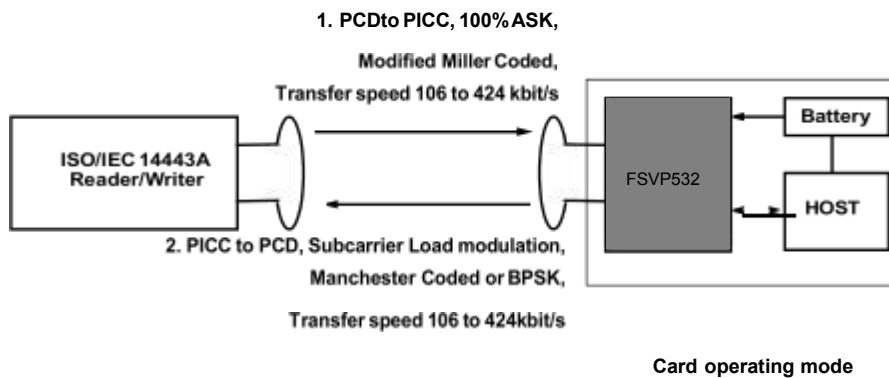 1. PCDto PICC, 100%ASK,
Modified Miller Coded,
Transfer speed 106 to 424 kbit/s
ISO/IEC 14443A
Reader/Writer
FSVP532
Battery
HOST
2. PICC to PCD, Subcarrier Load modulation,
Manchester Coded or BPSK,
Transfer speed 106 to 424kbit/s
Card operating mode